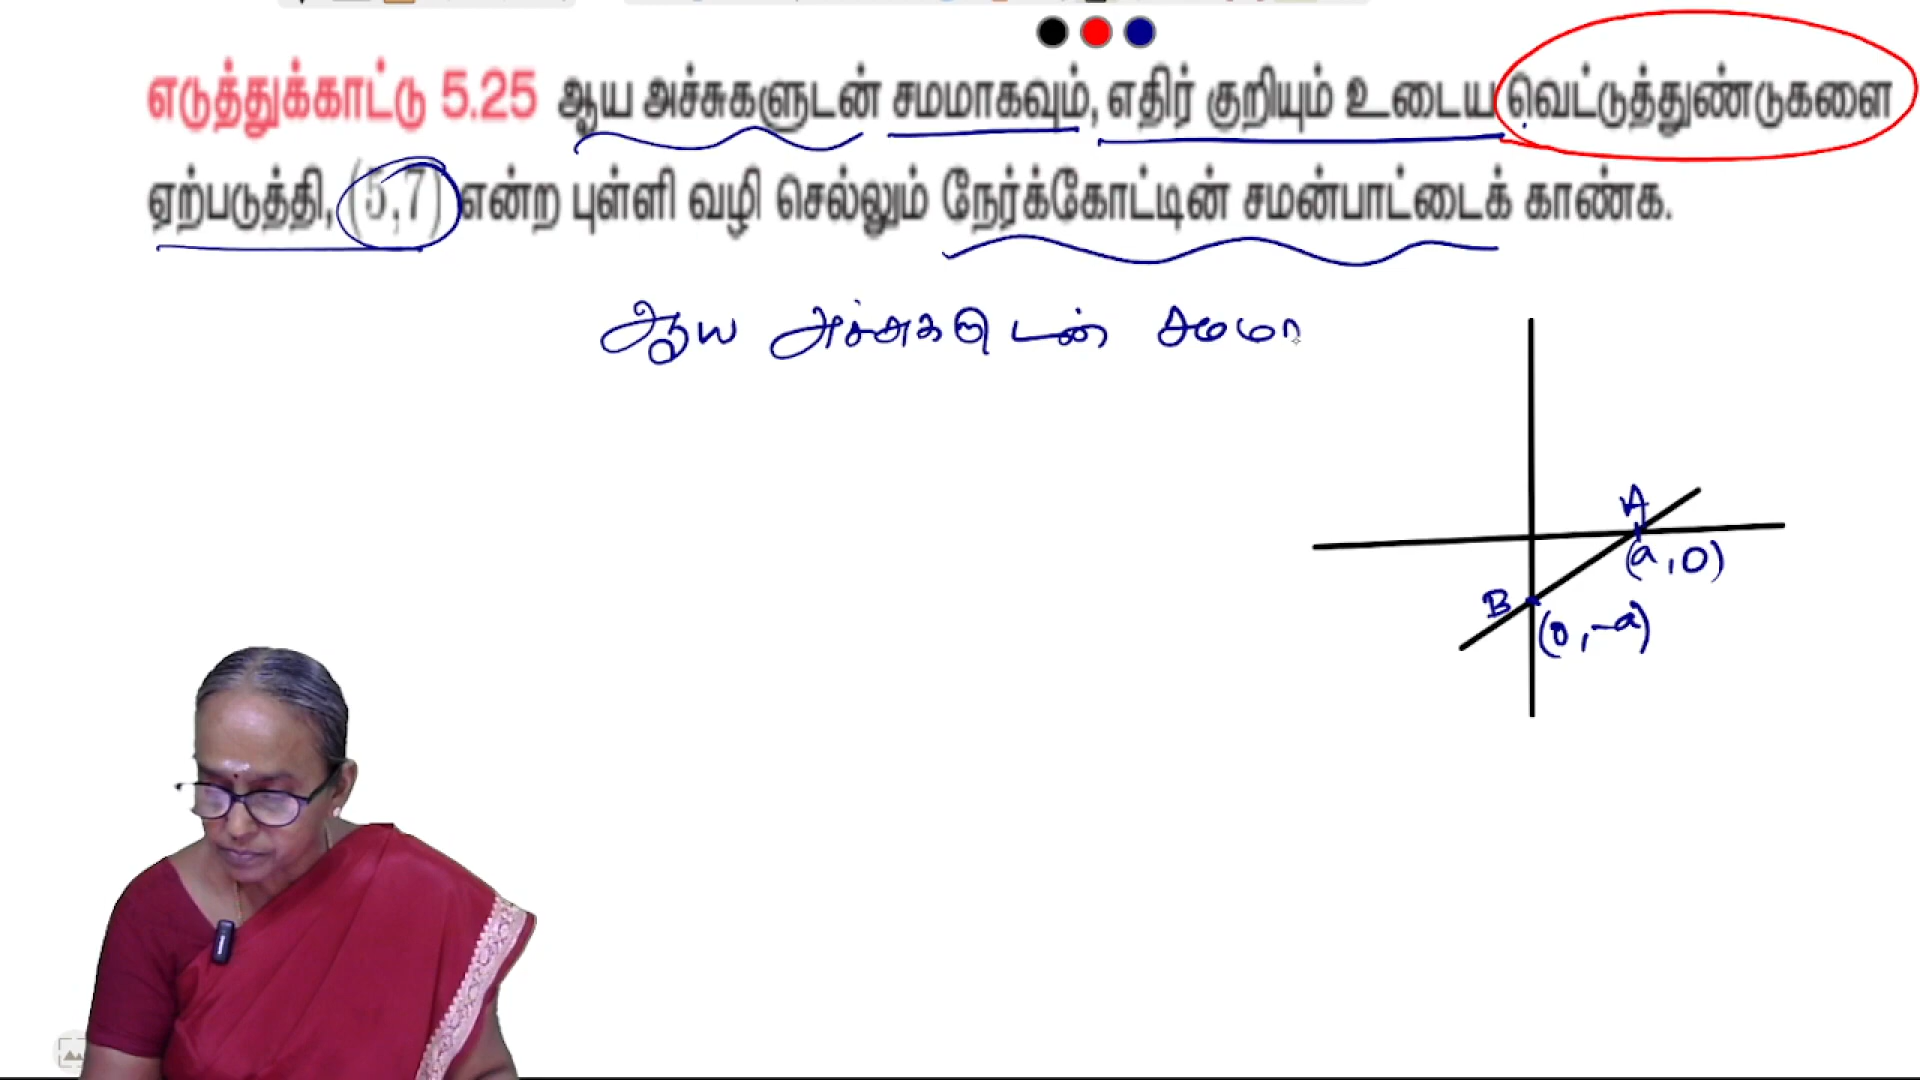 எடுத்துக்காட்டு 5.25 ஆய அச்சுகளுடன் சமமாகவும், எதிர் குறியும் உடைய வெட்டுத்துண்டுகளை
ஏற்படுத்தி, (5,7) என்ற புள்ளி வழி செல்லும் நேர்க்கோட்டின் சமன்பாட்டைக் காண்க.
ஆய அச்சுகளுடன் சமமா
A
(a, 0)
B
(0, -a)